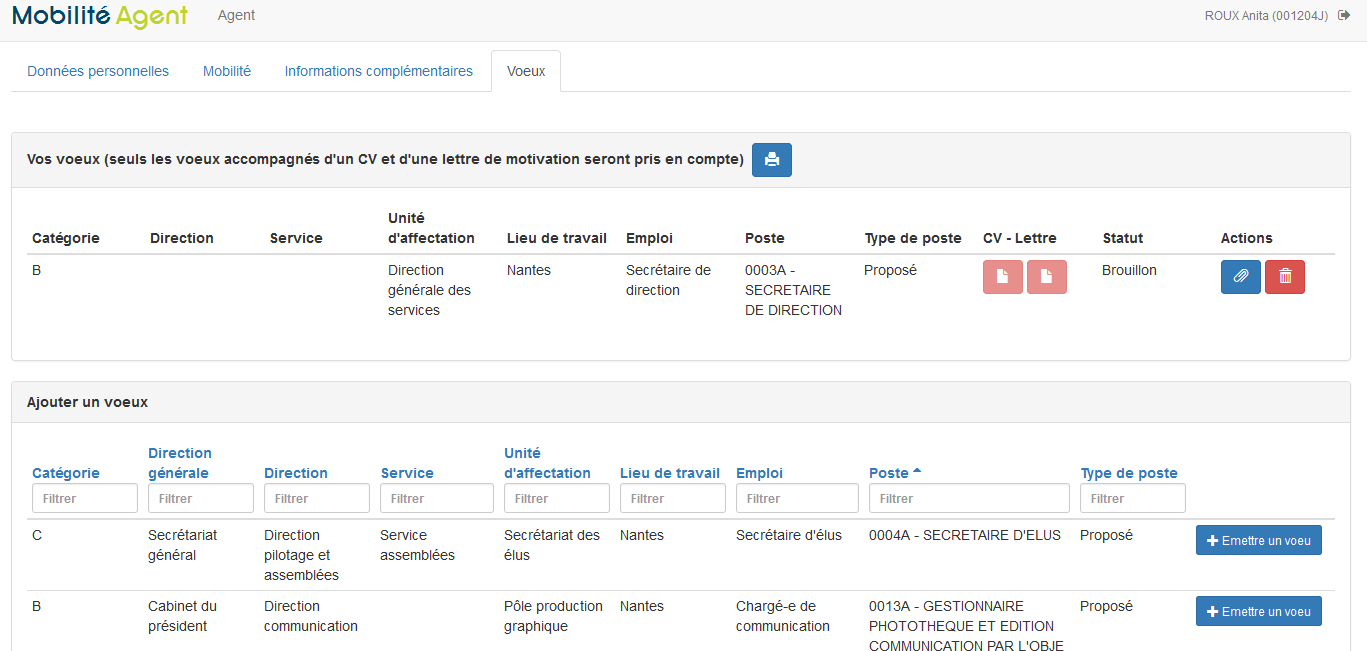 Mobilité Agent Agent ROUX Anita (001204J)
Données personnelles Mobilité Informations complémentaires Voeux
Vos voeux (seuls les voeux accompagnés d'un CV et d'une lettre de motivation seront pris en compte)
Unité
Catégorie Direction Service d'affectation Lieu de travail Emploi Poste Type de poste CV - Lettre Statut Actions
B Direction Nantes Secrétaire de 0003A - Proposé Brouillon
générale des direction SECRETAIRE
services DE DIRECTION
Ajouter un voeux
Direction Unité
Catégorie générale Direction Service d'affectation Lieu de travail Emploi Poste Type de poste
Filtrer Filtrer Filtrer Filtrer Filtrer Filtrer Filtrer Filtrer Filtrer
C Secrétariat Direction Service Secrétariat des Nantes Secrétaire d'élus 0004A - SECRETAIRE D'ELUS Proposé Emettre un voeu
général pilotage et assemblées élus
assemblées
B Cabinet du Direction Pôle production Nantes Chargé-e de 0013A - GESTIONNAIRE Proposé Emettre un voeu
président communication graphique communication PHOTOTHEQUE ET EDITION
COMMUNICATION PAR L'OBJE